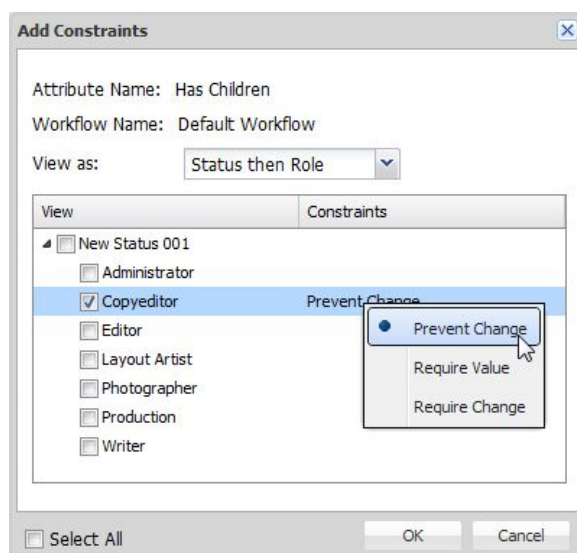 Add Constraints
Attribute Name: Has Children
Workflow Name: Default Workflow
View as: Status then Role
View Constraints
New Status 001
Administrator
Copyeditor Prevent Change
Editor Prevent Change
Layout Artist Require Value
Photographer Require Change
Production
Writer
Select All OK Cancel